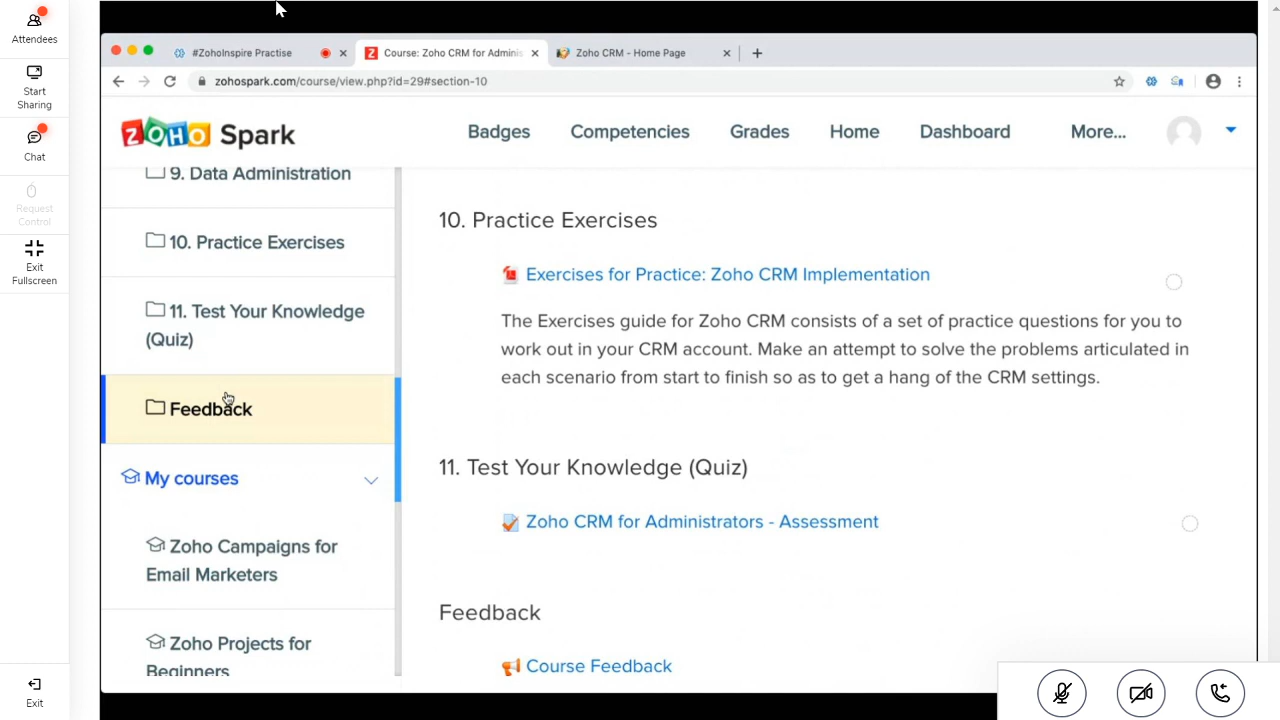 Attendees
Start
Sharing
Chat
Request
Control
Exit
Fullscreen
Exit
#ZohoInspire Practise
Course: Zoho CRM for Adminis
Zoho CRM - Home Page
zohospark.com/course/view.php?id=29#section-10
ZOHO Spark
Badges
Competencies
Grades
Home
Dashboard
More...
9. Data Administration
10. Practice Exercises
11. Test Your Knowledge
(Quiz)
Feedback
My courses
Zoho Campaigns for
Email Marketers
Zoho Projects for
Beginners
10. Practice Exercises
Exercises for Practice: Zoho CRM Implementation
The Exercises guide for Zoho CRM consists of a set of practice questions for you to
work out in your CRM account. Make an attempt to solve the problems articulated in
each scenario from start to finish so as to get a hang of the CRM settings.
11. Test Your Knowledge (Quiz)
Zoho CRM for Administrators - Assessment
Feedback
Course Feedback